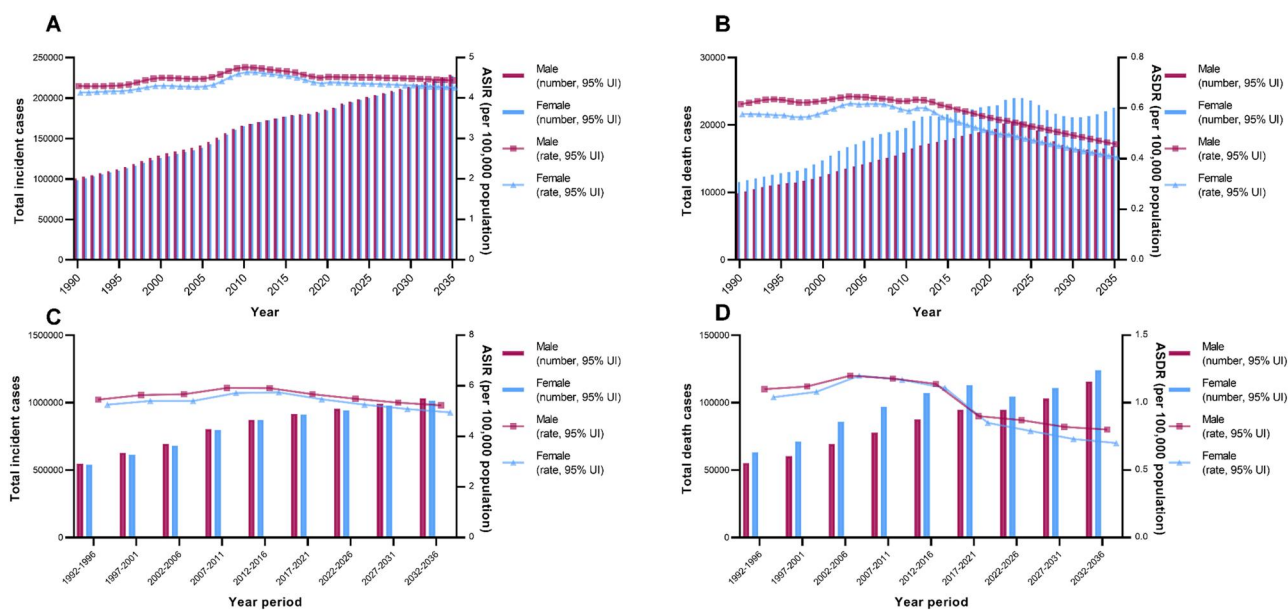 A
Total incident cases
250000
200000
150000
100000
50000
0
5
4
3
2
1
0
ASIR (per 100,000 population)
1990
1995
2000
2005
2010
2015
2020
2025
2030
2035
Year
Male
(number, 95% UI)
Female
(number, 95% UI)
Male
(rate, 95% UI)
Female
(rate, 95% UI)
B
Total death cases
30000
20000
10000
0
0.8
0.6
0.4
0.2
0.0
ASDR (per 100,000 population)
1990
1995
2000
2005
2010
2015
2020
2025
2030
2035
Year
Male
(number, 95% UI)
Female
(number, 95% UI)
Male
(rate, 95% UI)
Female
(rate, 95% UI)
C
Total incident cases
1500000
1000000
500000
0
8
6
4
2
0
ASIR (per 100,000 population)
1992-1996
1997-2001
2002-2006
2007-2011
2012-2016
2017-2021
2022-2026
2027-2031
2032-2036
Year period
Male
(number, 95% UI)
Female
(number, 95% UI)
Male
(rate, 95% UI)
Female
(rate, 95% UI)
D
Total death cases
150000
100000
50000
0
1.5
1.0
0.5
0.0
ASDR (per 100,000 population)
1992-1996
1997-2001
2002-2006
2007-2011
2012-2016
2017-2021
2022-2026
2027-2031
2032-2036
Year period
Male
(number, 95% UI)
Female
(number, 95% UI)
Male
(rate, 95% UI)
Female
(rate, 95% UI)